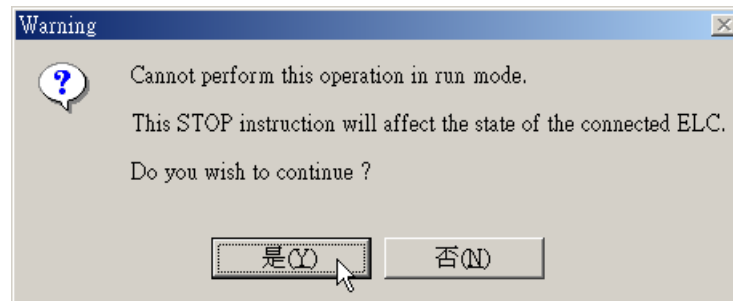 Warning
Cannot perform this operation in run mode.
This STOP instruction will affect the state of the connected ELC.
Do you wish to continue ?
是(Y) 否(N)